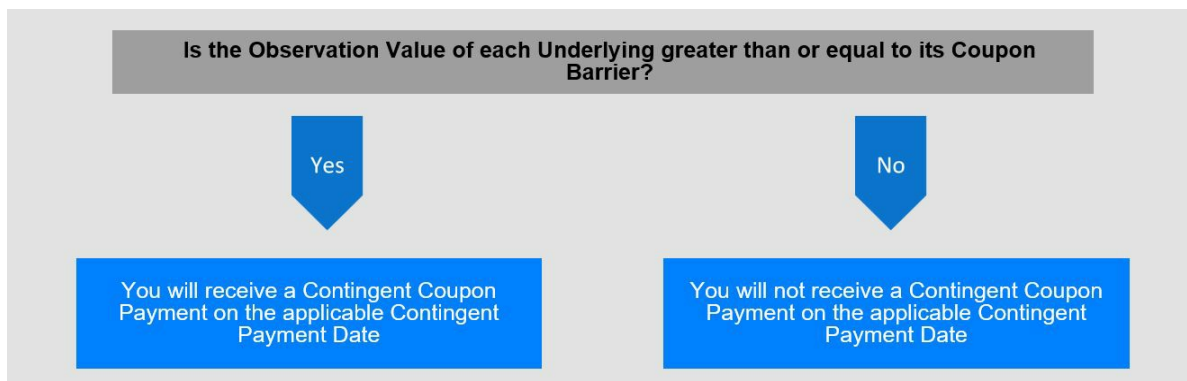 Is the Observation Value of each Underlying greater than or equal to its Coupon
Barrier?
Yes
No
You will receive a Contingent Coupon
Payment on the applicable Contingent
Payment Date
You will not receive a Contingent Coupon
Payment on the applicable Contingent
Payment Date